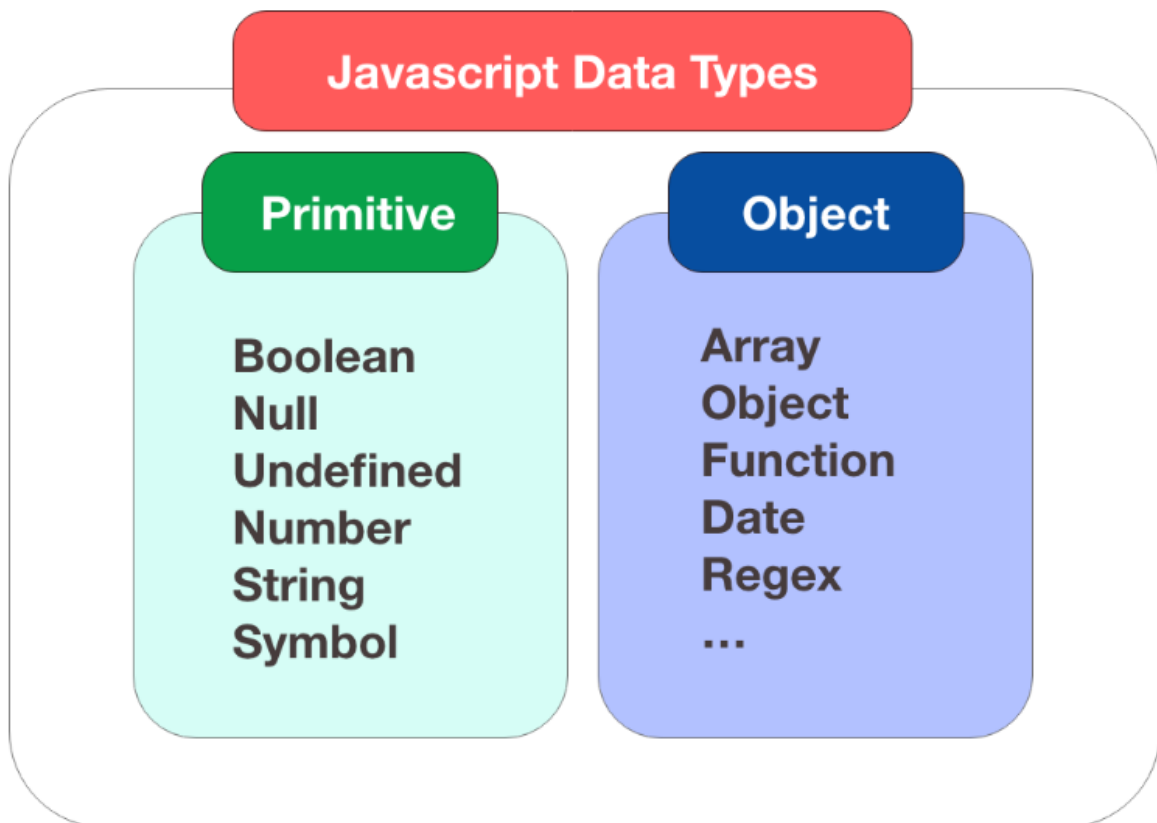 Javascript Data Types
Primitive
Boolean
Null
Undefined
Number
String
Symbol
Object
Array
Object
Function
Date
Regex
...